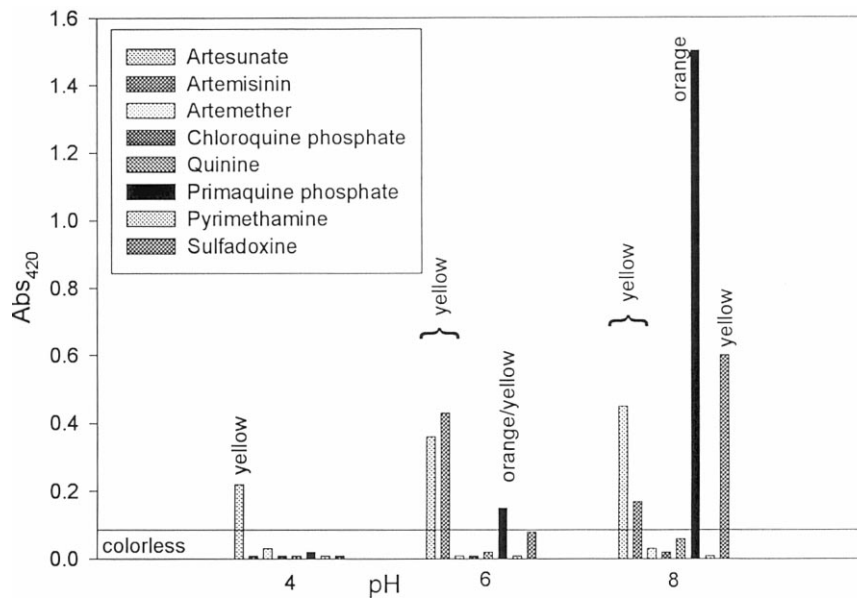 1.6
1.4
1.2
1.0
0.8
0.6
0.4
0.2
0.0
Abs420
Artesunate
Artemisinin
Artemether
Chloroquine phosphate
Quinine
Primaquine phosphate
Pyrimethamine
Sulfadoxine
yellow
yellow
orange/yellow
yellow
orange
yellow
colorless
4
pH
6
8